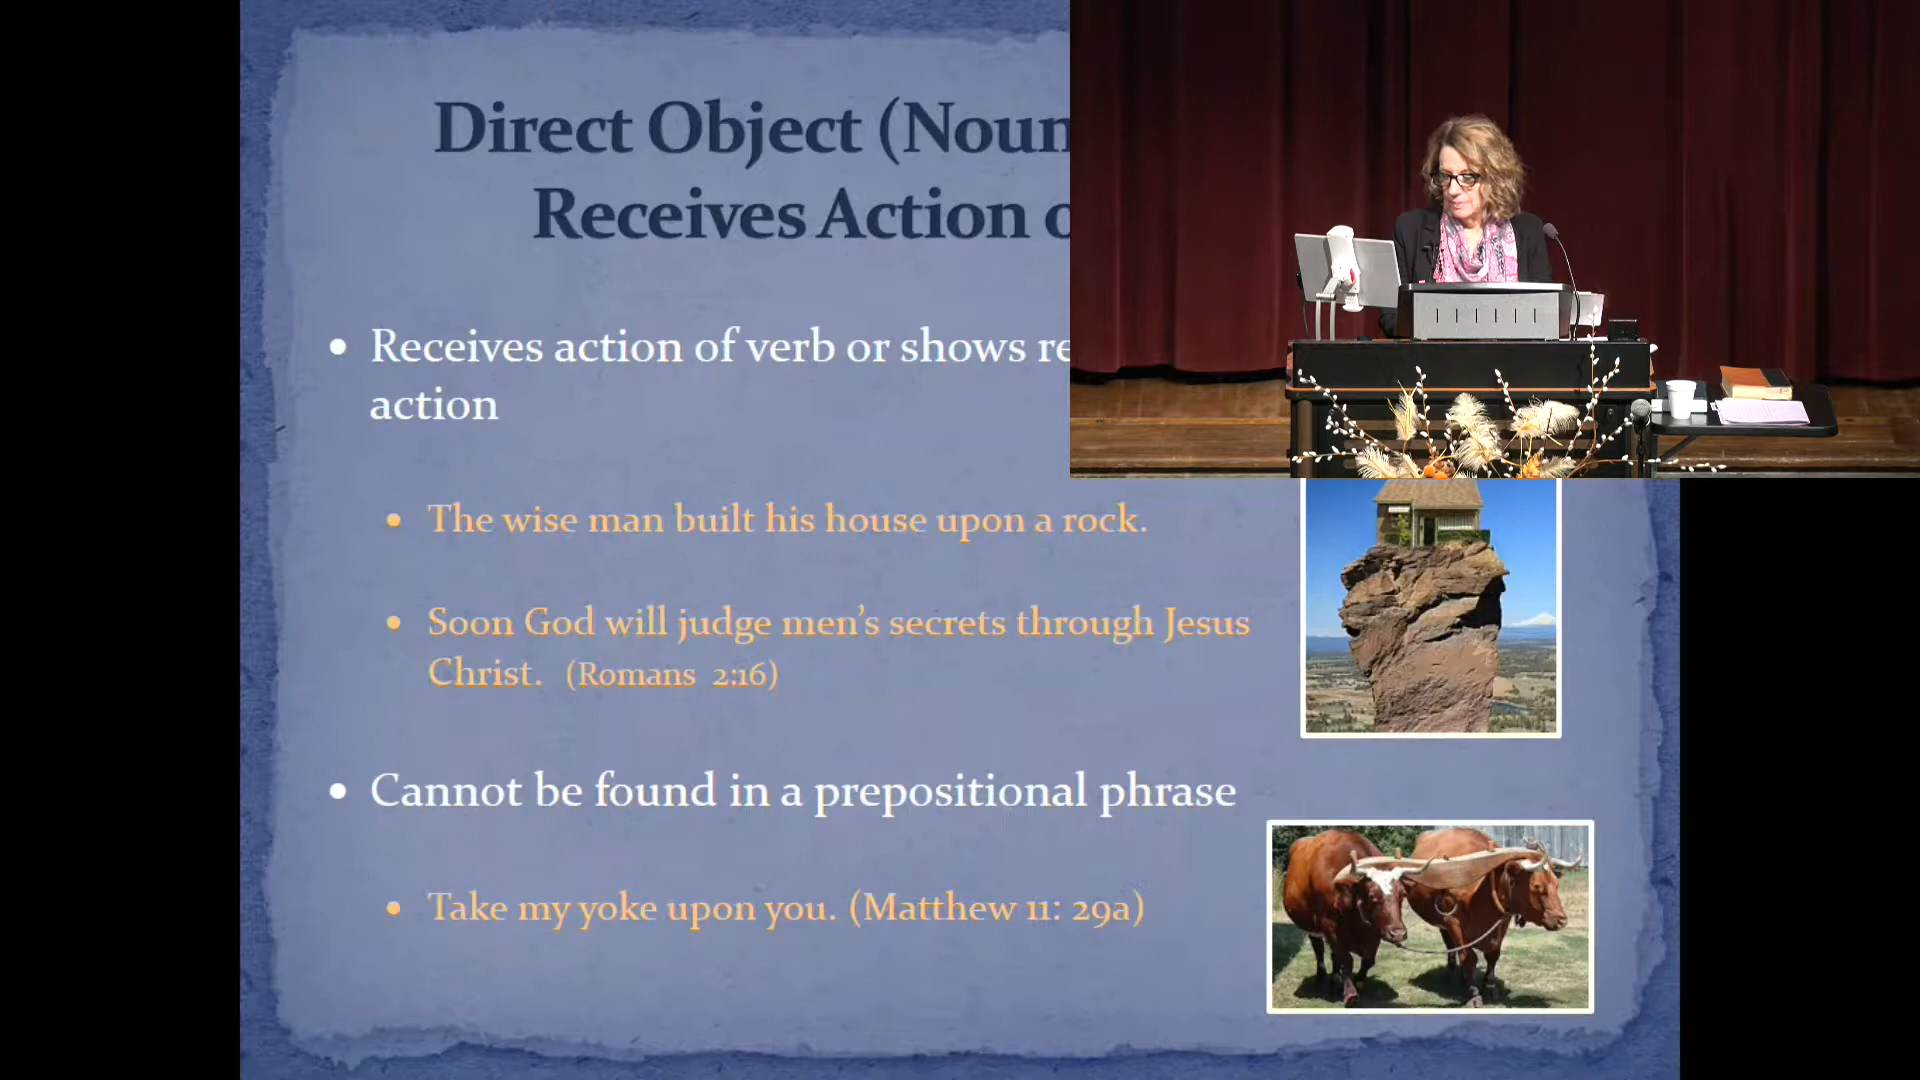 Direct Object (Noun
Receives Action
Receives action of verb or shows
action
The wise man built his house upon a rock.
Soon God will judge men's secrets through Jesus
Christ. (Romans 2:16)
Cannot be found in a prepositional phrase
Take my yoke upon you. (Matthew 11: 29a)